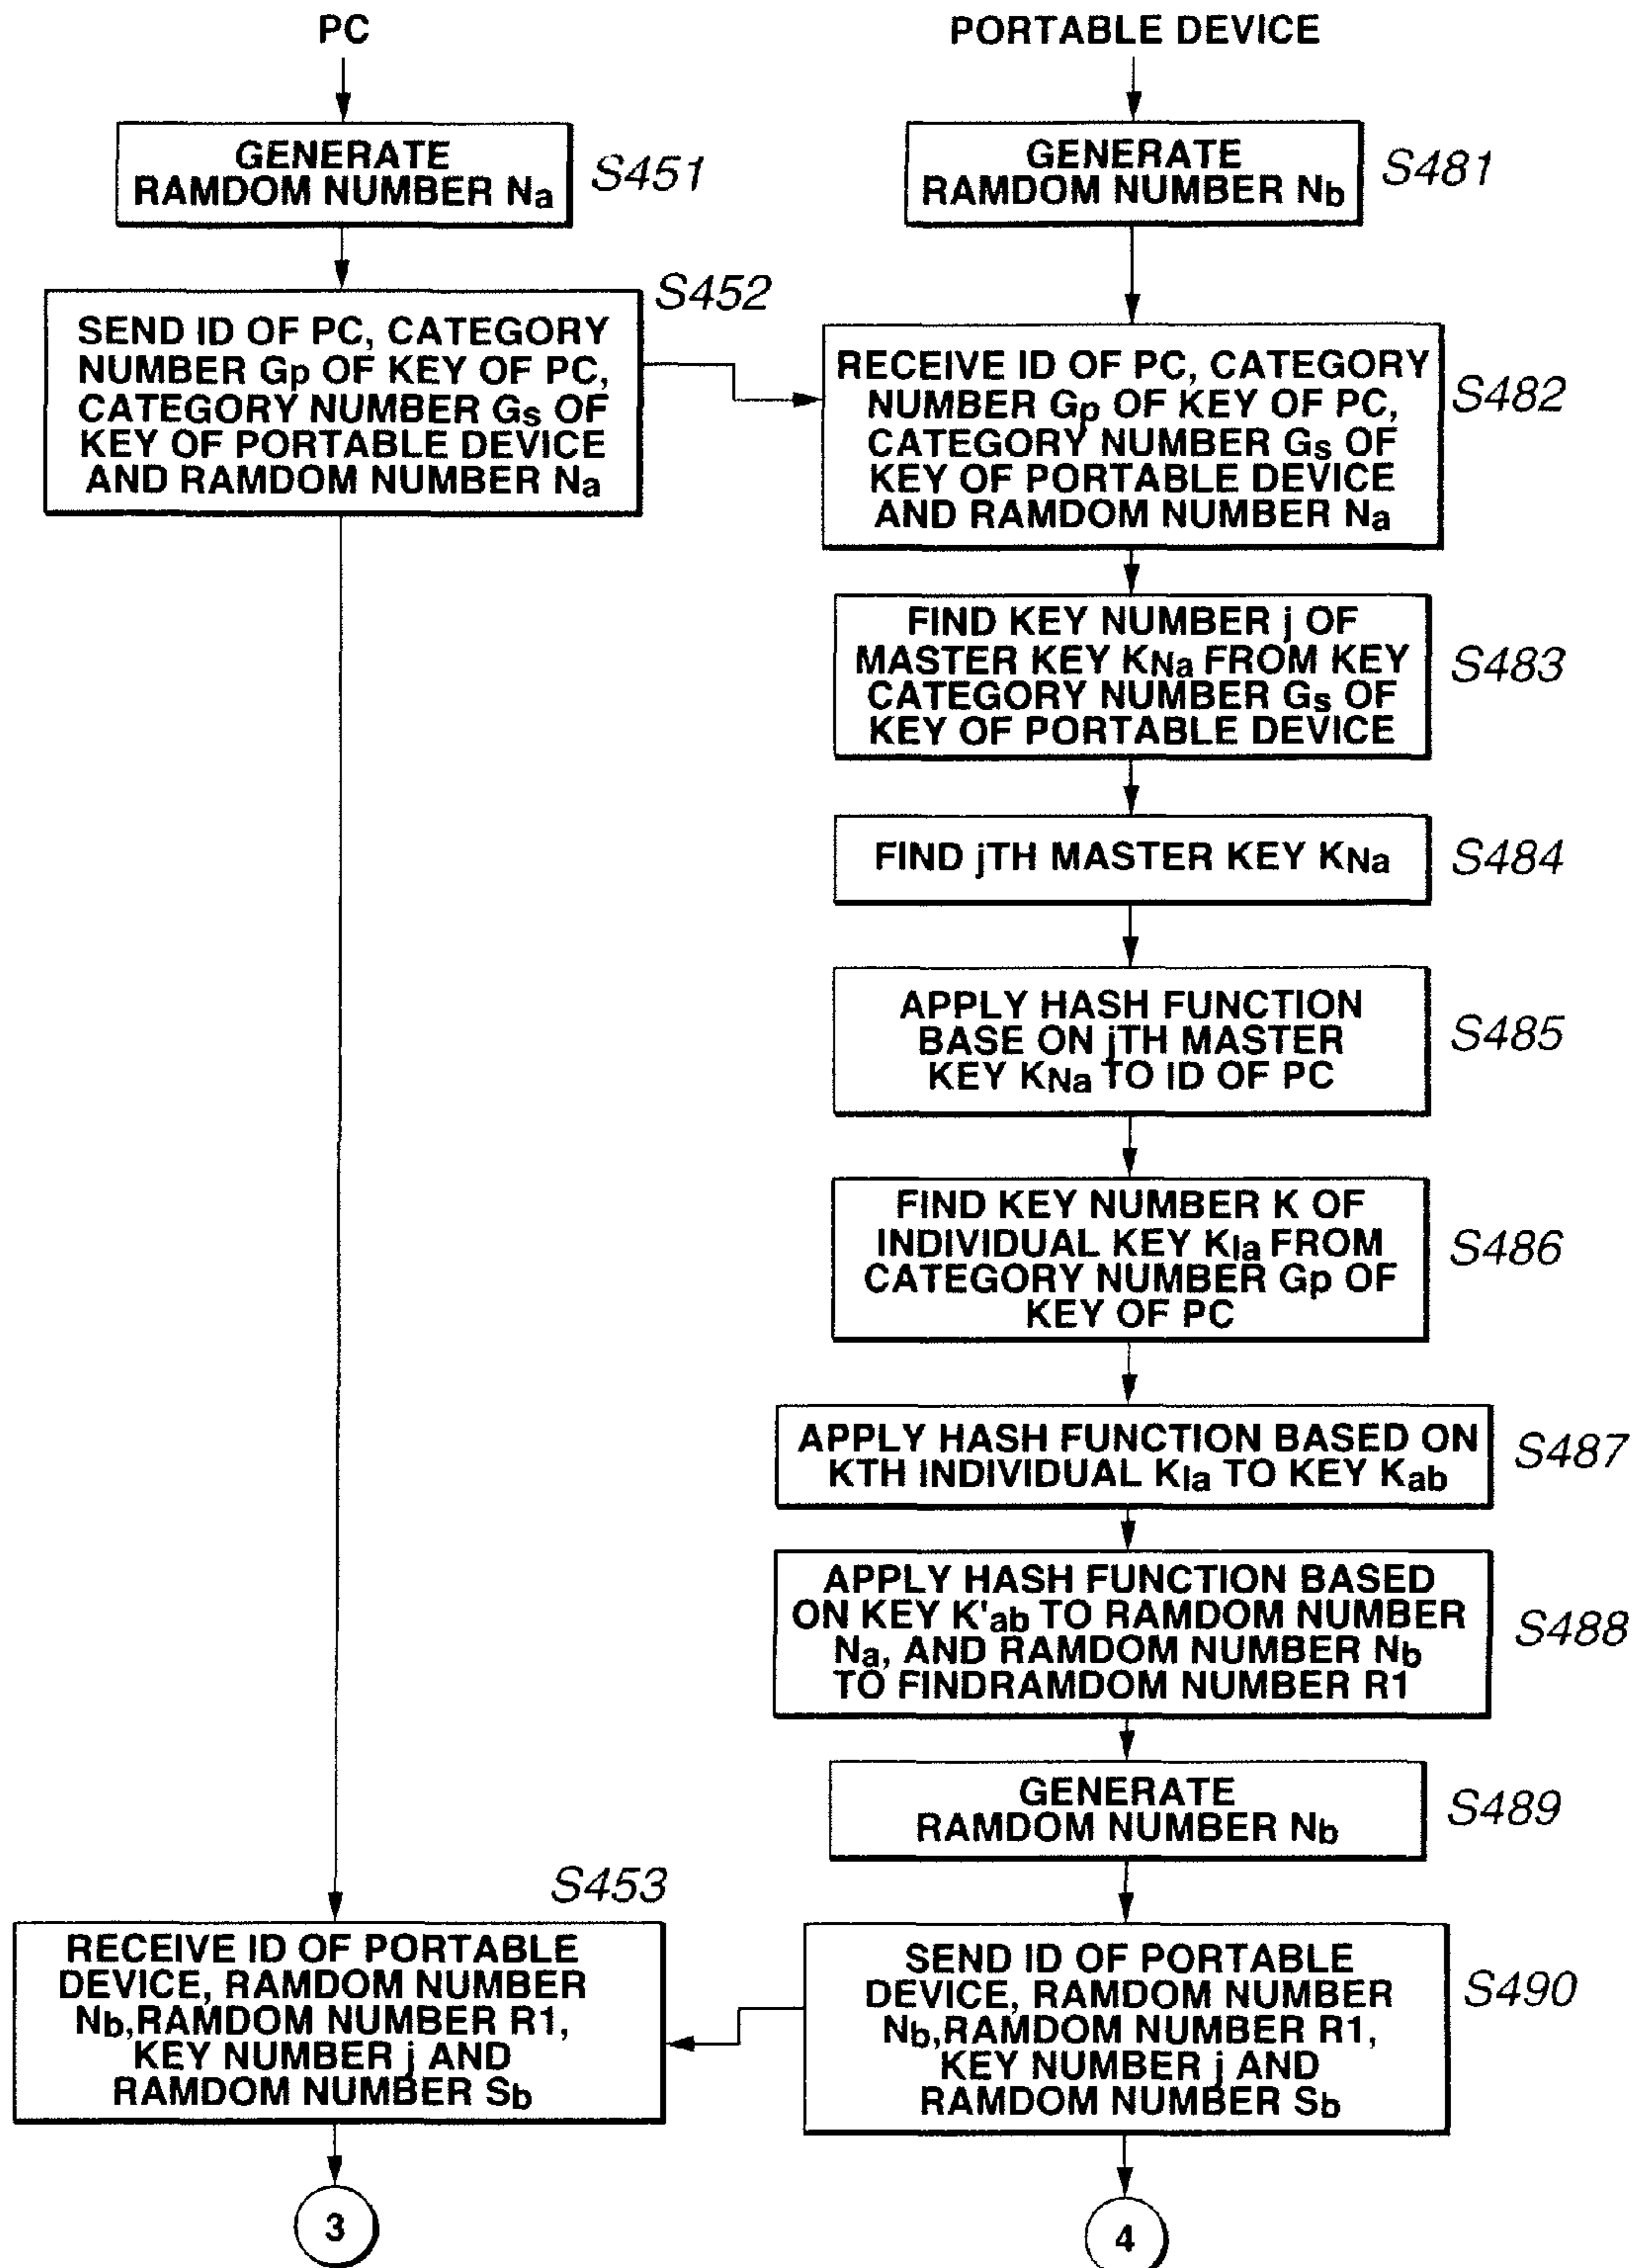 PC
GENERATE
RAMDOM NUMBER Na
S451
S452
SEND ID OF PC, CATEGORY
NUMBER Gp OF KEY OF PC,
CATEGORY NUMBER Gs OF
KEY OF PORTABLE DEVICE
AND RAMDOM NUMBER Na
S453
RECEIVE ID OF PORTABLE
DEVICE, RAMDOM NUMBER
Nb,RAMDOM NUMBER R1,
KEY NUMBER j AND
RAMDOM NUMBER Sb
3
PORTABLE DEVICE
GENERATE
RAMDOM NUMBER Nb
S481
RECEIVE ID OF PC, CATEGORY
NUMBER Gp OF KEY OF PC,
CATEGORY NUMBER Gs OF
KEY OF PORTABLE DEVICE
AND RAMDOM NUMBER Na
S482
FIND KEY NUMBER j OF
MASTER KEY KNa FROM KEY
CATEGORY NUMBER Gs OF
KEY OF PORTABLE DEVICE
S483
FIND jTH MASTER KEY KNa
S484
APPLY HASH FUNCTION
BASE ON jTH MASTER
KEY KNa TO ID OF PC
S485
FIND KEY NUMBER K OF
INDIVIDUAL KEY KIa FROM
CATEGORY NUMBER Gp OF
KEY OF PC
S486
APPLY HASH FUNCTION BASED ON
KTH INDIVIDUAL KIa TO KEY Kab
S487
APPLY HASH FUNCTION BASED
ON KEY K'ab TO RAMDOM NUMBER
Na, AND RAMDOM NUMBER Nb
TO FINDRAMDOM NUMBER R1
S488
GENERATE
RAMDOM NUMBER Nb
S489
SEND ID OF PORTABLE
DEVICE, RAMDOM NUMBER
Nb,RAMDOM NUMBER R1,
KEY NUMBER j AND
RAMDOM NUMBER Sb
S490
4